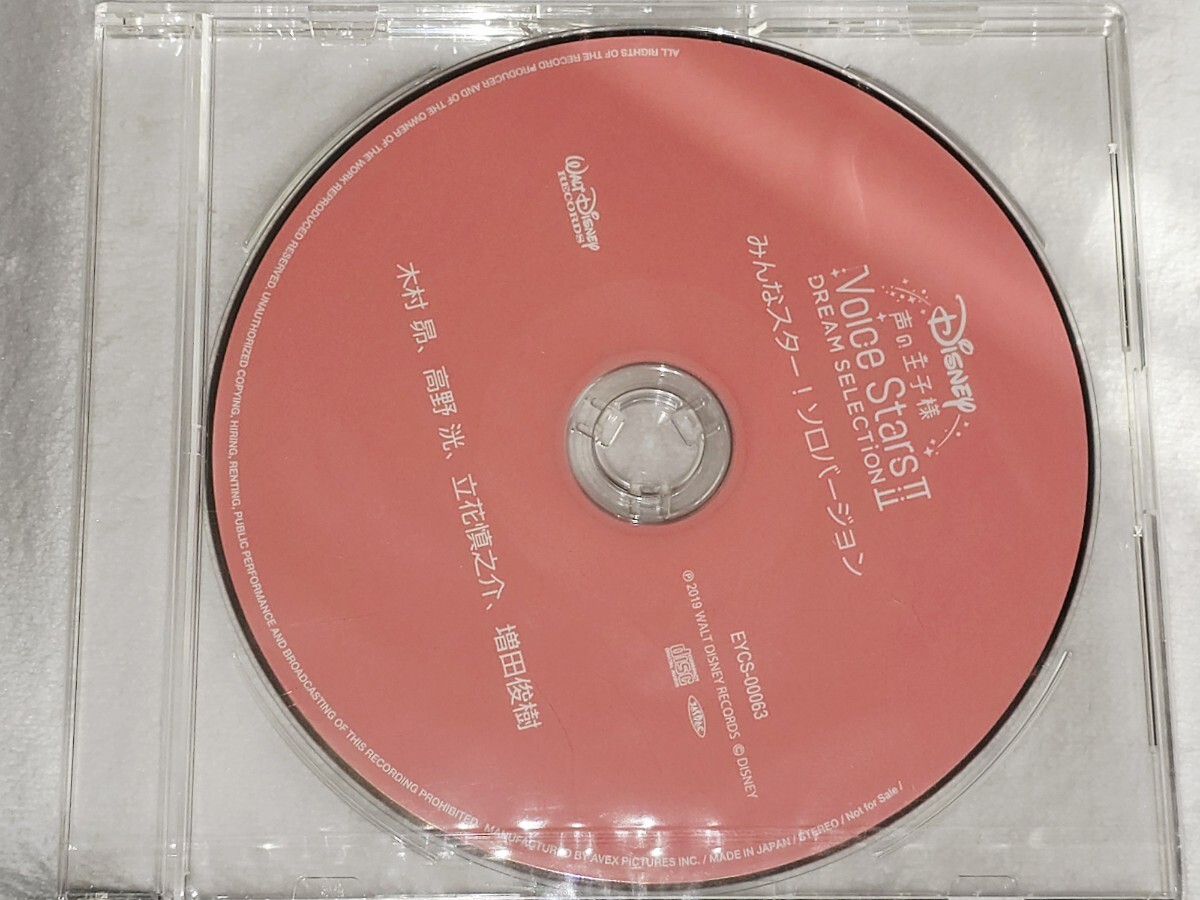 DISNEY
声の王子様
Voice Stars II
DREAM SELECTION II
みんなスター！ソロバージョン
WALT DISNEY
RECORDS
木村 昴、高野 洸、立花慎之介、増田俊樹
EYCS-00063
℗ 2019 WALT DISNEY RECORDS © DISNEY
disc
ALL RIGHTS OF THE RECORD PRODUCER AND OF THE OWNER OF THE WORK REPRODUCED RESERVED. UNAUTHORIZED COPYING, HIRING, RENTING, PUBLIC PERFORMANCE AND BROADCASTING OF THIS RECORDING PROHIBITED. MANUFACTURED BY AVEX PICTURES INC. / MADE IN JAPAN / STEREO / Not for Sale /